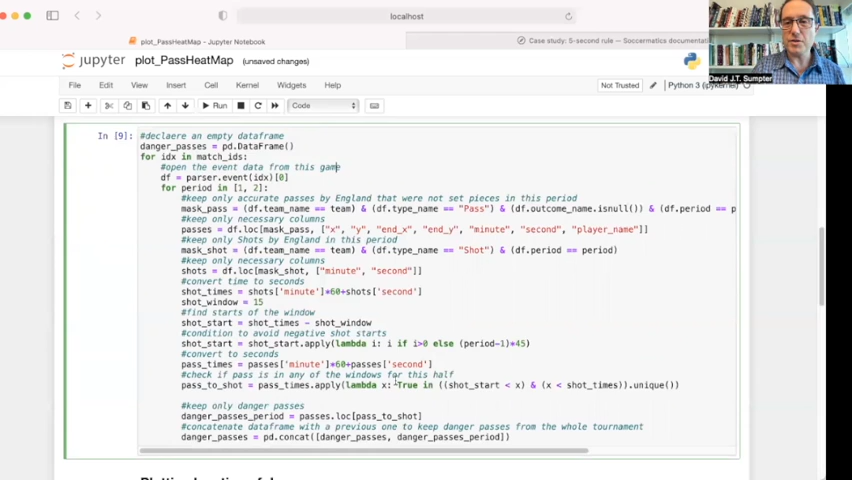 localhost
plot_PassHeatMap - Jupyter Notebook
Case study: 5-second rule — Soccermatics documentati
David J.T. Sumpter
jupyter plot_PassHeatMap (unsaved changes)
File Edit View Insert Cell Kernel Widgets Help
Not Trusted Python 3 (ipykernel)
Run Code
In [9]: #declaere an empty dataframe
danger_passes = pd.DataFrame()
for idx in match_ids:
#open the event data from this game
df = parser.event(idx)[0]
for period in [1, 2]:
#keep only accurate passes by England that were not set pieces in this period
mask_pass = (df.team_name == team) & (df.type_name == "Pass") & (df.outcome_name.isnull()) & (df.period == p
#keep only necessary columns
passes = df.loc[mask_pass, ["x", "y", "end_x", "end_y", "minute", "second", "player_name"]]
#keep only Shots by England in this period
mask_shot = (df.team_name == team) & (df.type_name == "Shot") & (df.period == period)
#keep only necessary columns
shots = df.loc[mask_shot, ["minute", "second"]]
#convert time to seconds
shot_times = shots['minute']*60+shots['second']
shot_window = 15
#find starts of the window
shot_start = shot_times - shot_window
#condition to avoid negative shot starts
shot_start = shot_start.apply(lambda i: i if i>0 else (period-1)*45)
#convert to seconds
pass_times = passes['minute']*60+passes['second']
#check if pass is in any of the windows for this half
pass_to_shot = pass_times.apply(lambda x: True in ((shot_start < x) & (x < shot_times)).unique())
#keep only danger passes
danger_passes_period = passes.loc[pass_to_shot]
#concatenate dataframe with a previous one to keep danger passes from the whole tournament
danger_passes = pd.concat([danger_passes, danger_passes_period])